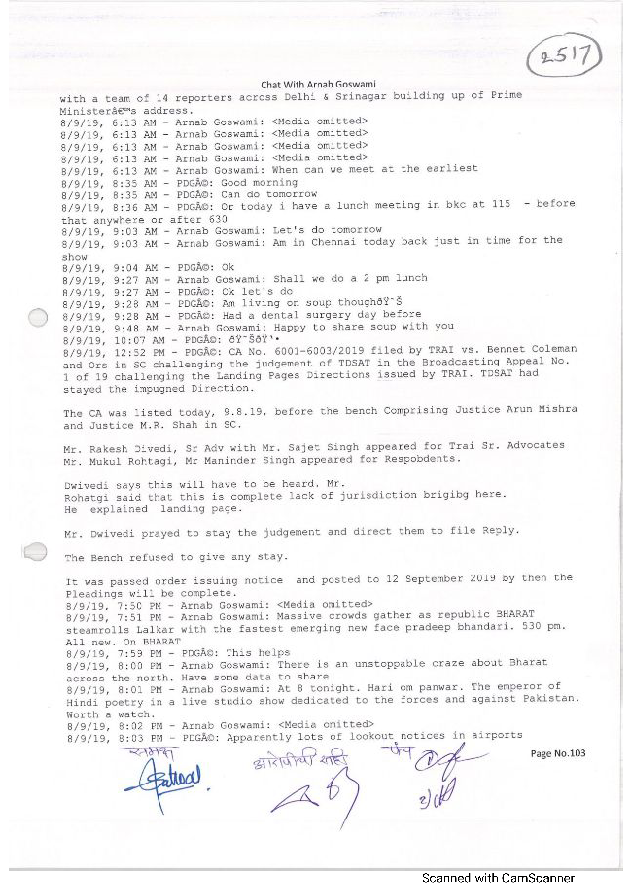 2517
Chat With Arnab Goswami
with a team of 14 reporters across Delhi & Srinagar building up of Prime
Ministerâ€™s address.
8/9/19, 6:13 AM - Arnab Goswami: <Media omitted>
8/9/19, 6:13 AM - Arnab Goswami: <Media omitted>
8/9/19, 6:13 AM - Arnab Goswami: <Media omitted>
8/9/19, 6:13 AM - Arnab Goswami: <Media omitted>
8/9/19, 6:13 AM - Arnab Goswami: When can we meet at the earliest
8/9/19, 8:35 AM - PDGÂ©: Good morning
8/9/19, 8:35 AM - PDGÂ©: Can do tomorrow
8/9/19, 8:36 AM - PDGÂ©: Or today i have a lunch meeting in bkc at 115 - before
that anywhere or after 630
8/9/19, 9:03 AM - Arnab Goswami: Let's do tomorrow
8/9/19, 9:03 AM - Arnab Goswami: Am in Chennai today back just in time for the
show
8/9/19, 9:04 AM - PDGÂ©: Ok
8/9/19, 9:27 AM - Arnab Goswami: Shall we do a 2 pm lunch
8/9/19, 9:27 AM - PDGÂ©: Ok let's do
8/9/19, 9:28 AM - PDGÂ©: Am living on soup thoughðŸ˜Š
8/9/19, 9:28 AM - PDGÂ©: Had a dental surgery day before
8/9/19, 9:48 AM - Arnab Goswami: Happy to share soup with you
8/9/19, 10:07 AM - PDGÂ©: ðŸ˜ŠðŸ‘•
8/9/19, 12:52 PM - PDGÂ©: CA No. 6001-6003/2019 filed by TRAI vs. Bennet Coleman
and Ors in SC challenging the judgement of TDSAT in the Broadcasting Appeal No.
1 of 19 challenging the Landing Pages Directions issued by TRAI. TDSAT had
stayed the impugned Direction.
The CA was listed today, 9.8.19, before the bench Comprising Justice Arun Mishra
and Justice M.R. Shah in SC.
Mr. Rakesh Divedi, Sr Adv with Mr. Sajet Singh appeared for Trai Sr. Advocates
Mr. Mukul Rohtagi, Mr Maninder Singh appeared for Respobdents.
Dwivedi says this will have to be heard. Mr.
Rohatgi said that this is complete lack of jurisdiction brigibg here.
He explained landing page.
Mr. Dwivedi prayed to stay the judgement and direct them to file Reply.
The Bench refused to give any stay.
It was passed order issuing notice and posted to 12 September 2019 by then the
Pleadings will be complete.
8/9/19, 7:50 PM - Arnab Goswami: <Media omitted>
8/9/19, 7:51 PM - Arnab Goswami: Massive crowds gather as republic BHARAT
steamrolls Lalkar with the fastest emerging new face pradeep bhandari. 530 pm.
All new. On BHARAT
8/9/19, 7:59 PM - PDGÂ©: This helps
8/9/19, 8:00 PM - Arnab Goswami: There is an unstoppable craze about Bharat
across the north. Have some data to share
8/9/19, 8:01 PM - Arnab Goswami: At 8 tonight. Hari om panwar. The emperor of
Hindi poetry in a live studio show dedicated to the forces and against Pakistan.
Worth a watch.
8/9/19, 8:02 PM - Arnab Goswami: <Media omitted>
8/9/19, 8:03 PM - PDGÂ©: Apparently lots of lookout notices in airports
समक्ष आरोपीची सही पंच
Page No.103
Scanned with CamScanner